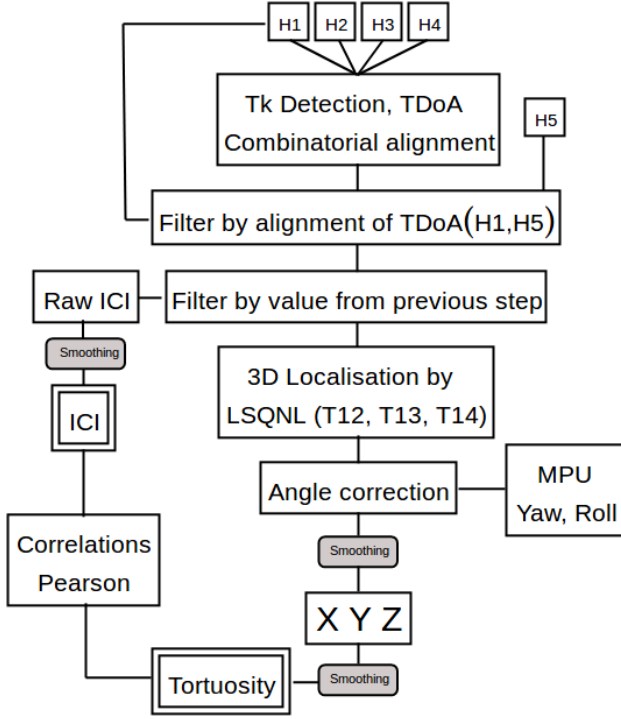 H1 H2 H3 H4
Tk Detection, TDoA
Combinatorial alignment
H5
Filter by alignment of TDoA(H1,H5)
Raw ICI
Filter by value from previous step
Smoothing
3D Localisation by
LSQNL (T12, T13, T14)
ICI
Angle correction
MPU
Yaw, Roll
Correlations
Pearson
Smoothing
X Y Z
Tortuosity
Smoothing